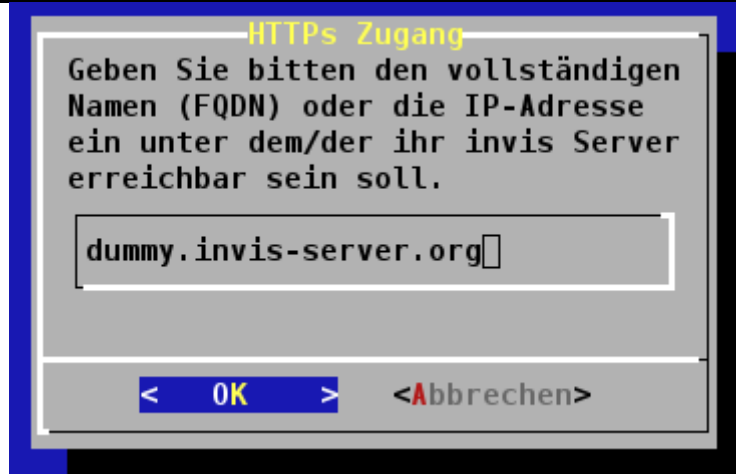 HTTPs Zugang
Geben Sie bitten den vollständigen
Namen (FQDN) oder die IP-Adresse
ein unter dem/der ihr invis Server
erreichbar sein soll.
dummy.invis-server.org
< OK > <Abbrechen>